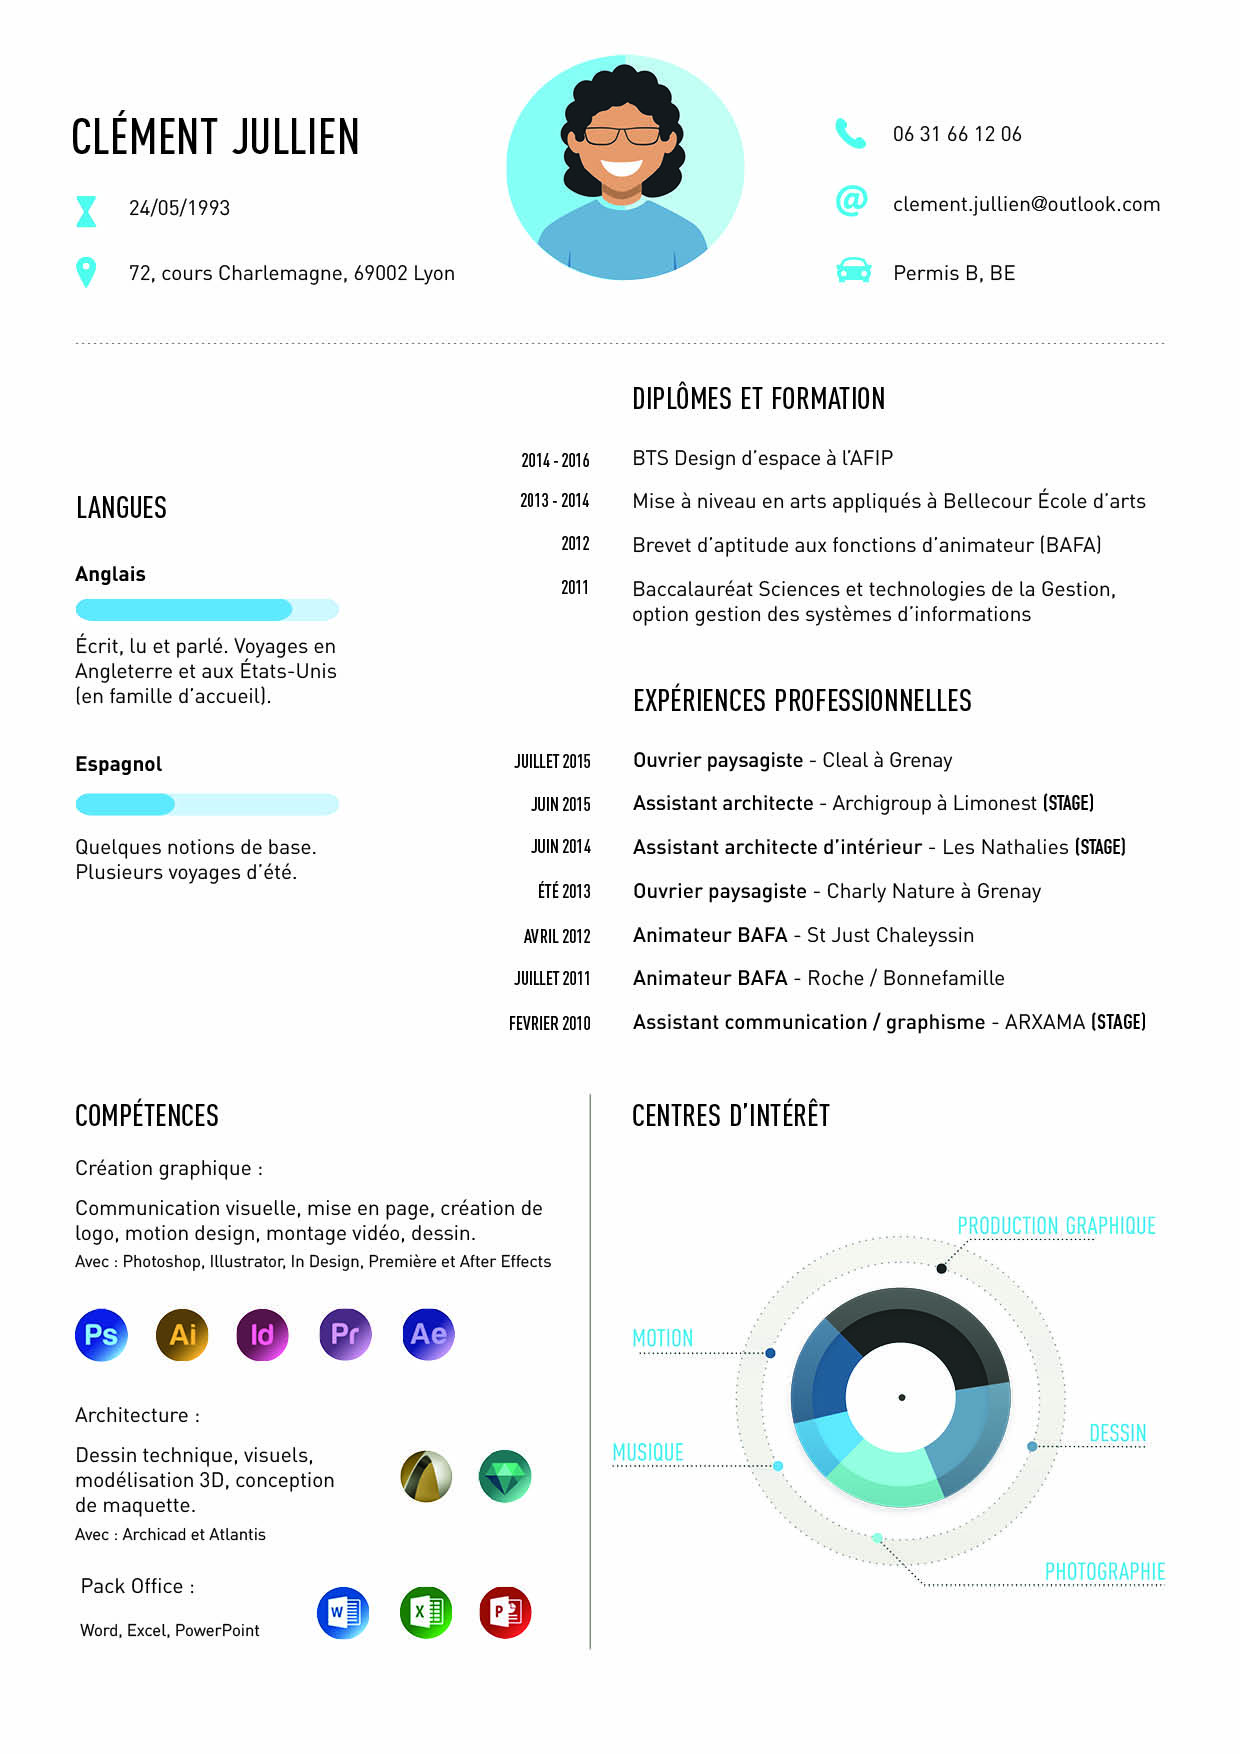 CLÉMENT JULLIEN
24/05/1993
72, cours Charlemagne, 69002 Lyon
06 31 66 12 06
clement.jullien@outlook.com
Permis B, BE
DIPLÔMES ET FORMATION
2014 - 2016 BTS Design d’espace à l’AFIP
2013 - 2014 Mise à niveau en arts appliqués à Bellecour École d’arts
2012 Brevet d’aptitude aux fonctions d’animateur (BAFA)
2011 Baccalauréat Sciences et technologies de la Gestion,
option gestion des systèmes d’informations
LANGUES
Anglais
Écrit, lu et parlé. Voyages en
Angleterre et aux États-Unis
(en famille d’accueil).
Espagnol
Quelques notions de base.
Plusieurs voyages d’été.
EXPÉRIENCES PROFESSIONNELLES
JUILLET 2015 Ouvrier paysagiste - Cleal à Grenay
JUIN 2015 Assistant architecte - Archigroup à Limonest (STAGE)
JUIN 2014 Assistant architecte d’intérieur - Les Nathalies (STAGE)
ÉTÉ 2013 Ouvrier paysagiste - Charly Nature à Grenay
AVRIL 2012 Animateur BAFA - St Just Chaleyssin
JUILLET 2011 Animateur BAFA - Roche / Bonnefamille
FEVRIER 2010 Assistant communication / graphisme - ARXAMA (STAGE)
COMPÉTENCES
Création graphique :
Communication visuelle, mise en page, création de
logo, motion design, montage vidéo, dessin.
Avec : Photoshop, Illustrator, In Design, Première et After Effects
Ps Ai Id Pr Ae
Architecture :
Dessin technique, visuels,
modélisation 3D, conception
de maquette.
Avec : Archicad et Atlantis
Pack Office :
Word, Excel, PowerPoint
W X P
CENTRES D’INTÉRÊT
PRODUCTION GRAPHIQUE
MOTION
DESSIN
MUSIQUE
PHOTOGRAPHIE